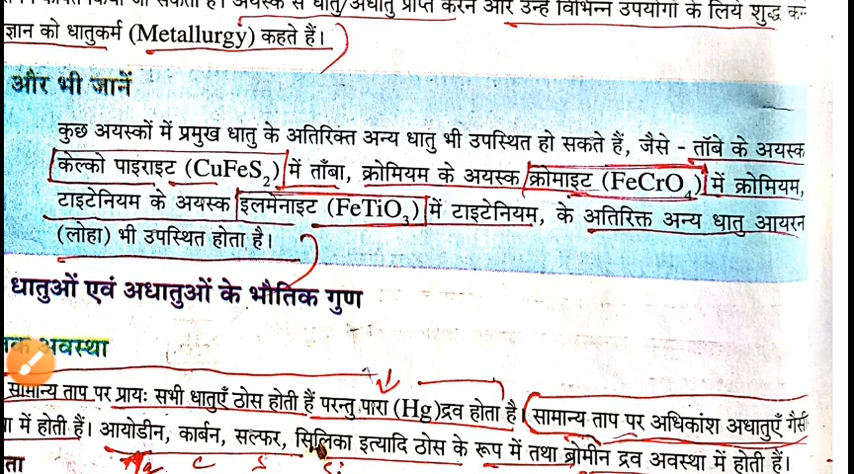 अयस्क से धातु/अधातु प्राप्त करने और उन्हें विभिन्न उपयोगों के लिये शुद्ध
ज्ञान को धातुकर्म (Metallurgy) कहते हैं।
और भी जानें
कुछ अयस्कों में प्रमुख धातु के अतिरिक्त अन्य धातु भी उपस्थित हो सकते हैं, जैसे - ताँबे के अयस्क
केल्को पाइराइट (CuFeS₂) में ताँबा, क्रोमियम के अयस्क क्रोमाइट (FeCrO₄) में क्रोमियम,
टाइटेनियम के अयस्क इलमेनाइट (FeTiO₃) में टाइटेनियम, के अतिरिक्त अन्य धातु आयरन
(लोहा) भी उपस्थित होता है।
धातुओं एवं अधातुओं के भौतिक गुण
अवस्था
सामान्य ताप पर प्रायः सभी धातुएँ ठोस होती हैं परन्तु पारा (Hg) द्रव होता है। सामान्य ताप पर अधिकांश अधातुएँ
में होती हैं। आयोडीन, कार्बन, सल्फर, सिलिका इत्यादि ठोस के रूप में तथा ब्रोमीन द्रव अवस्था में होती हैं।
C S Si